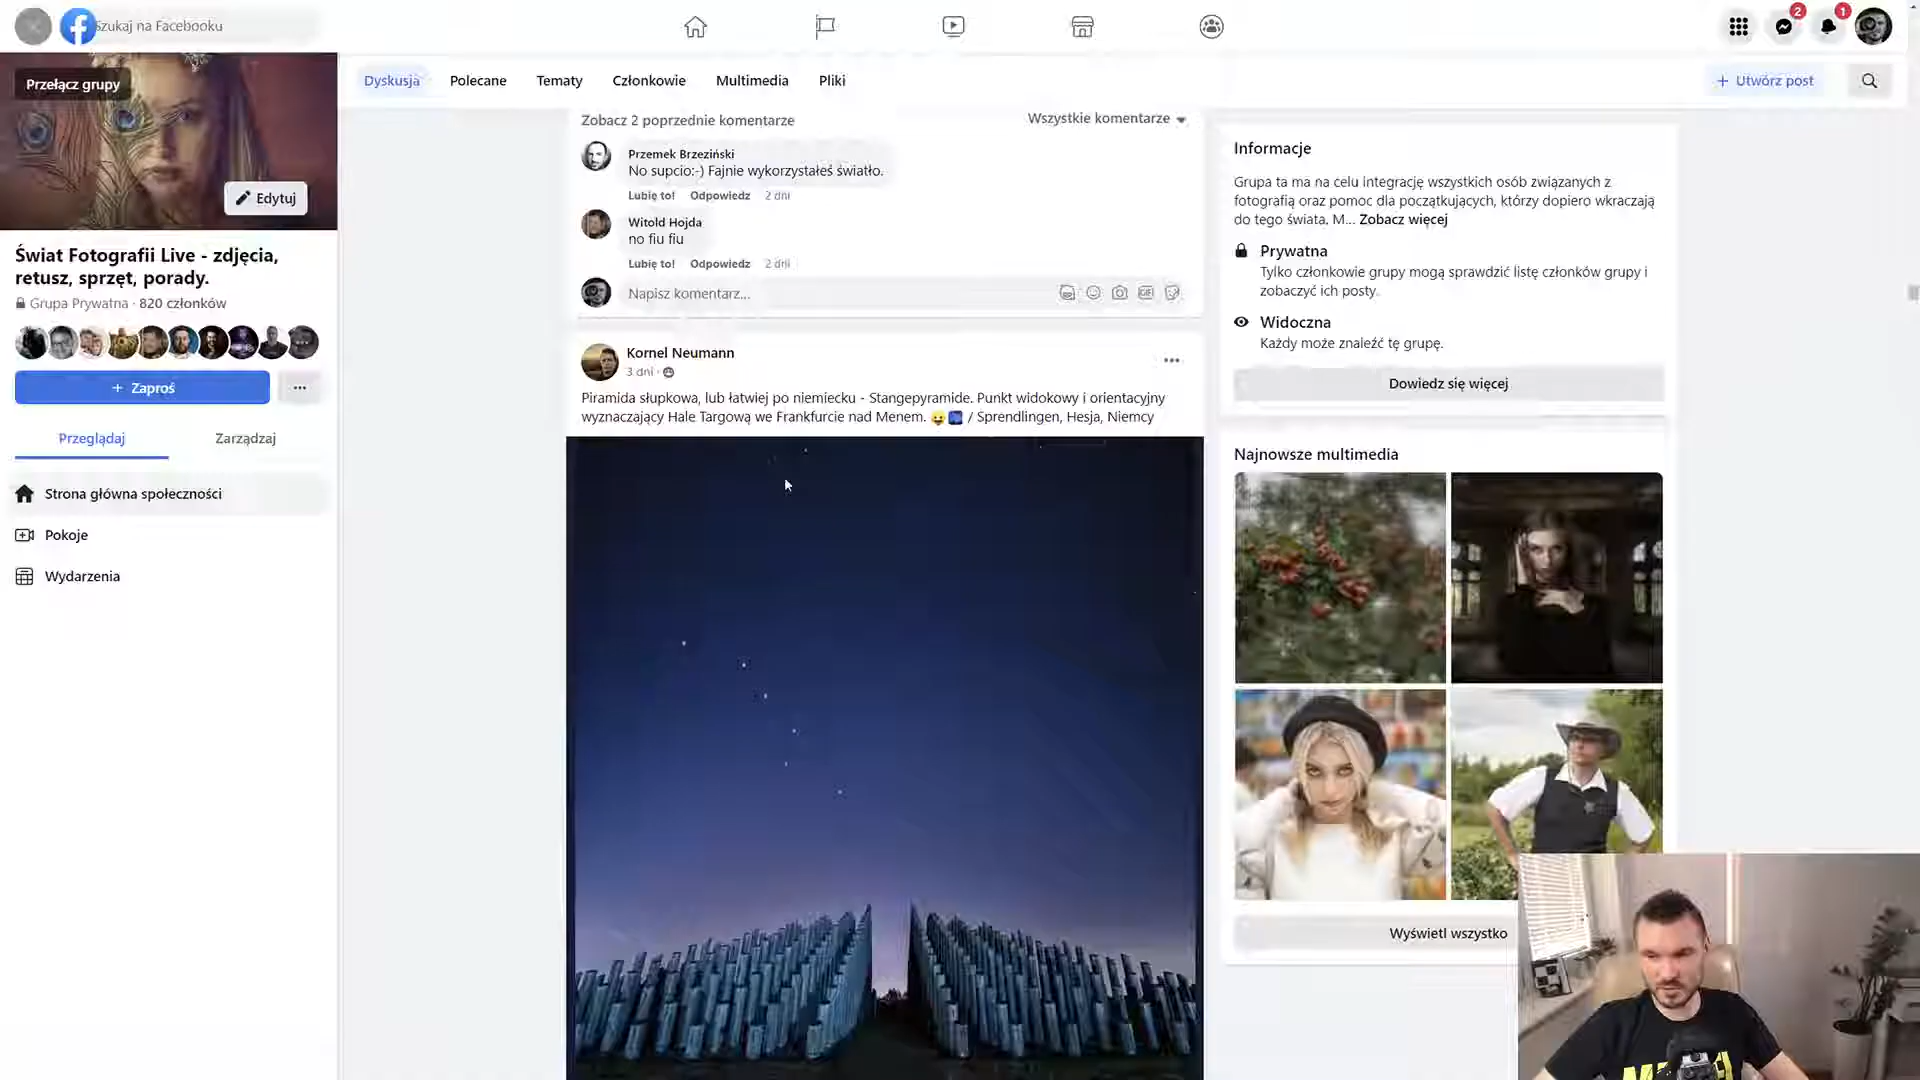 Szukaj na Facebooku
2
1
Przełącz grupy
Edytuj
Świat Fotografii Live - zdjęcia,
retusz, sprzęt, porady.
Grupa Prywatna · 820 członków
+ Zaproś
Przeglądaj
Zarządzaj
Strona główna społeczności
Pokoje
Wydarzenia
Dyskusja
Polecane
Tematy
Członkowie
Multimedia
Pliki
+ Utwórz post
Zobacz 2 poprzednie komentarze
Wszystkie komentarze
Przemek Brzeziński
No supcio:-) Fajnie wykorzystałeś światło.
Lubię to! Odpowiedz 2 dni
Witold Hojda
no fiu fiu
Lubię to! Odpowiedz 2 dni
Napisz komentarz...
GIF
Kornel Neumann
3 dni ·
Piramida słupkowa, lub łatwiej po niemiecku - Stangepyramide. Punkt widokowy i orientacyjny
wyznaczający Hale Targową we Frankfurcie nad Menem. 😛🌃 / Sprendlingen, Hesja, Niemcy
Informacje
Grupa ta ma na celu integrację wszystkich osób związanych z
fotografią oraz pomoc dla początkujących, którzy dopiero wkraczają
do tego świata. M... Zobacz więcej
Prywatna
Tylko członkowie grupy mogą sprawdzić listę członków grupy i
zobaczyć ich posty.
Widoczna
Każdy może znaleźć tę grupę.
Dowiedz się więcej
Najnowsze multimedia
Wyświetl wszystko